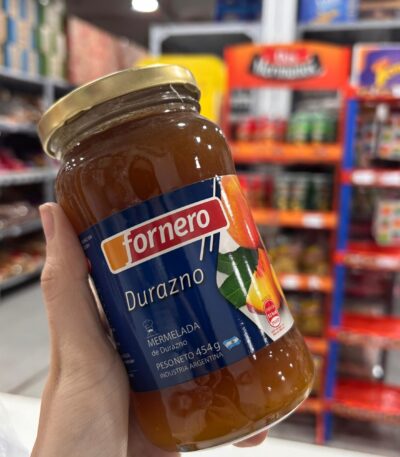 fornero
Durazno
MERMELADA
de Durazno
PESO NETO 454 g
INDUSTRIA ARGENTINA